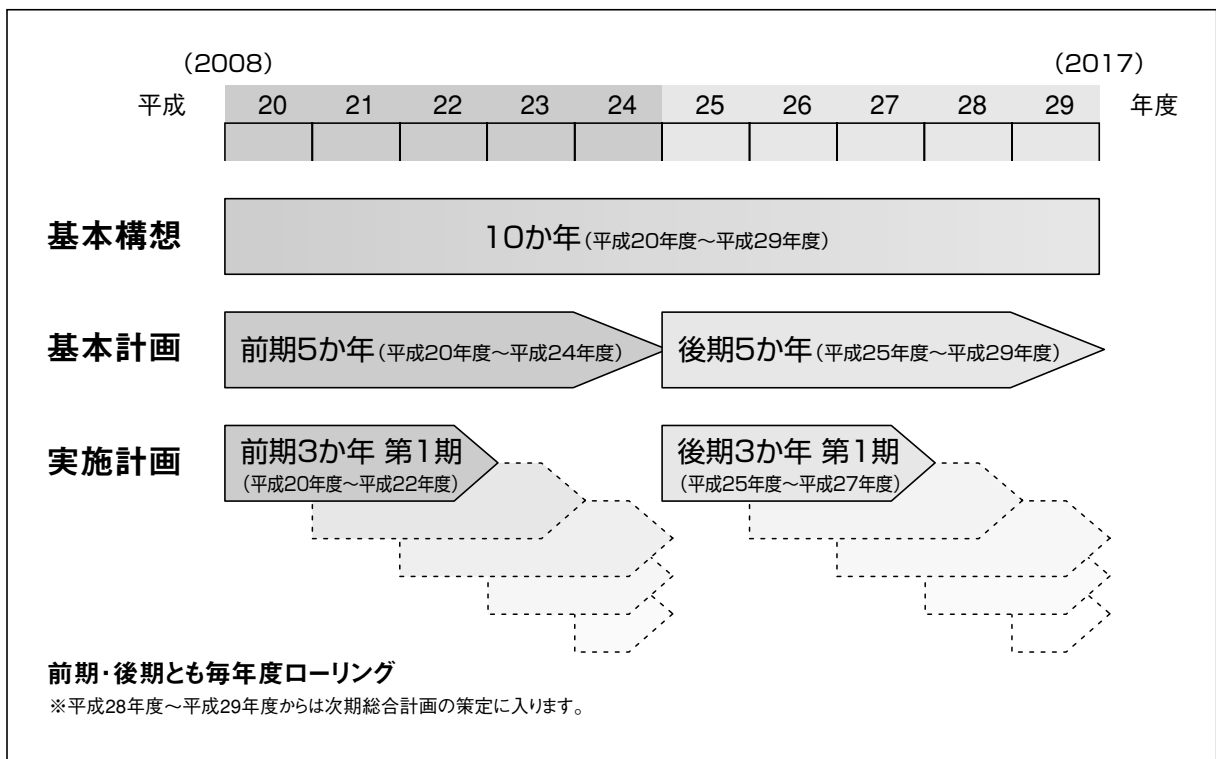 （2008） （2017）
平成 20 21 22 23 24 25 26 27 28 29 年度
基本構想 10か年（平成20年度～平成29年度）
基本計画 前期5か年（平成20年度～平成24年度） 後期5か年（平成25年度～平成29年度）
実施計画 前期3か年 第1期 後期3か年 第1期
（平成20年度～平成22年度） （平成25年度～平成27年度）
前期・後期とも毎年度ローリング
※平成28年度～平成29年度からは次期総合計画の策定に入ります。